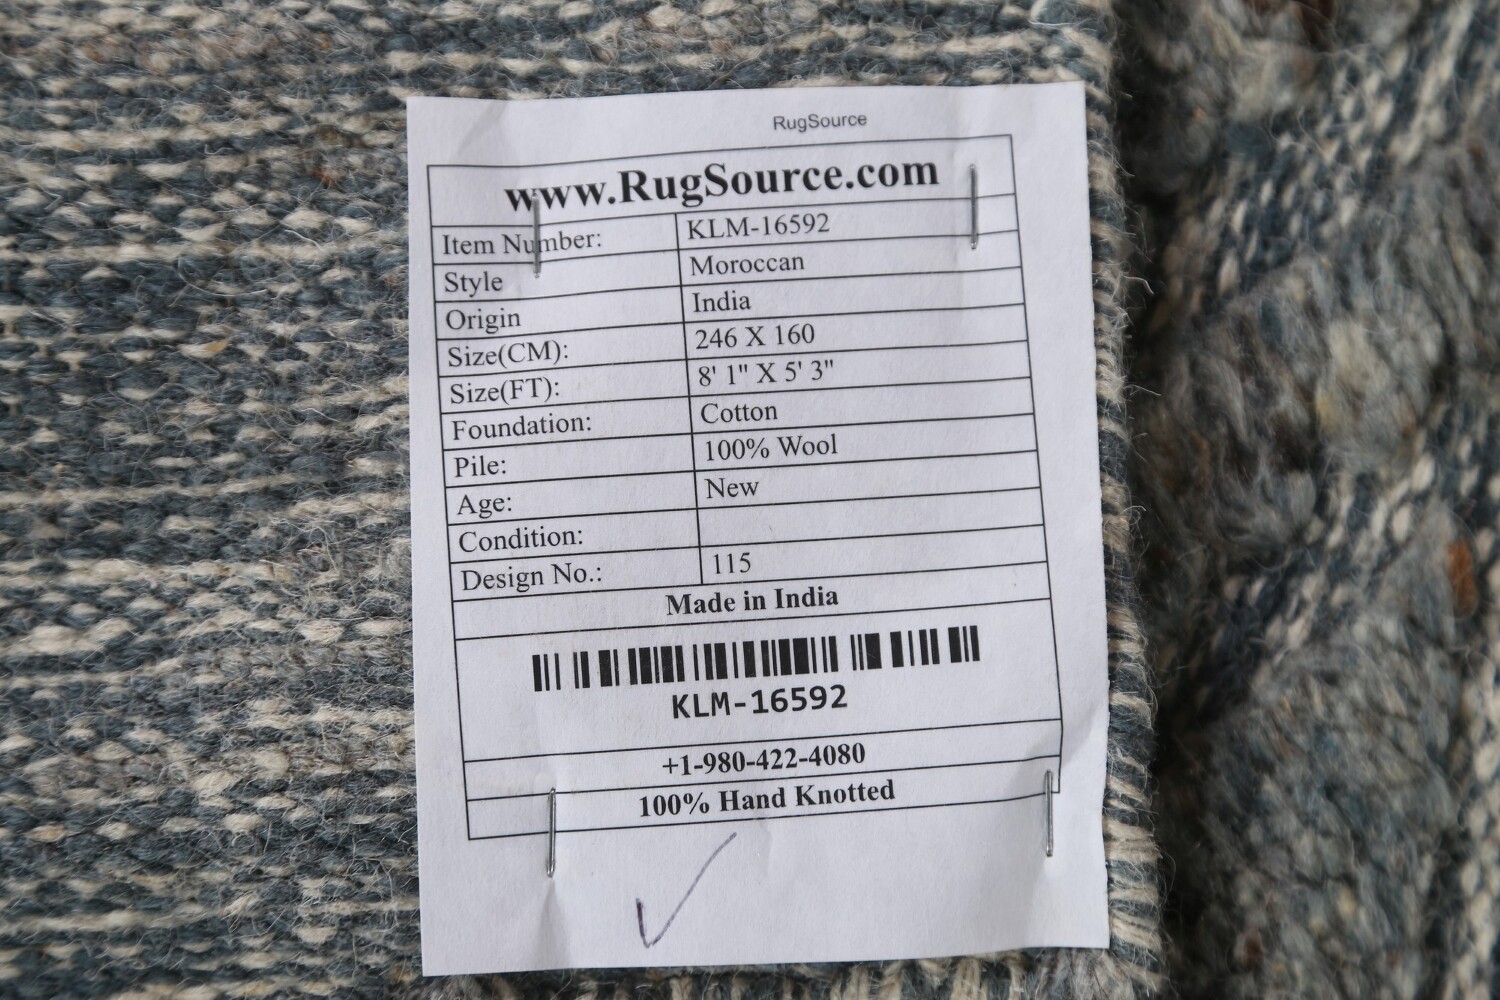 RugSource
www.RugSource.com
Item Number: KLM-16592
Style Moroccan
Origin India
Size(CM): 246 X 160
Size(FT): 8' 1" X 5' 3"
Foundation: Cotton
Pile: 100% Wool
Age: New
Condition:
Design No.: 115
Made in India
KLM-16592
+1-980-422-4080
100% Hand Knotted